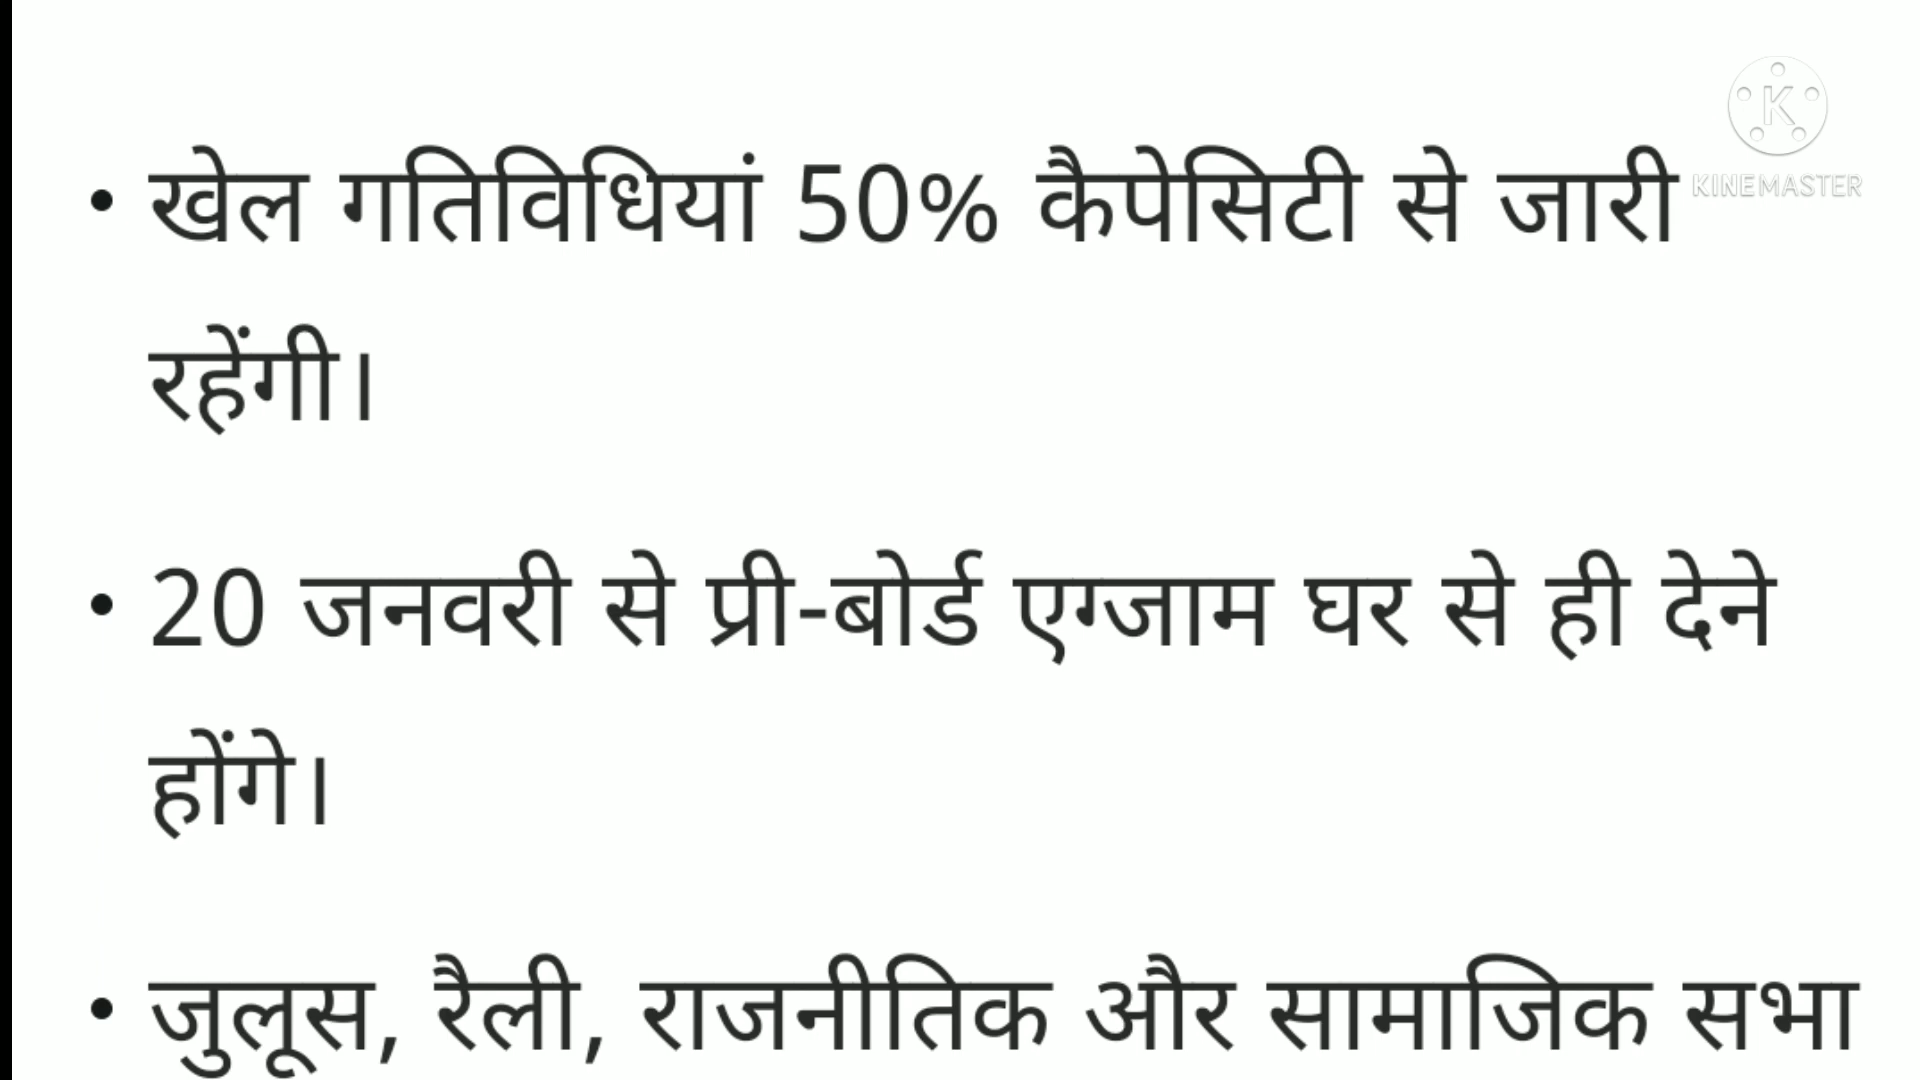 • खेल गतिविधियां 50% कैपेसिटी से जारी
KINEMASTER
रहेंगी।
• 20 जनवरी से प्री-बोर्ड एग्जाम घर से ही देने
होंगे।
• जुलूस, रैली, राजनीतिक और सामाजिक सभा